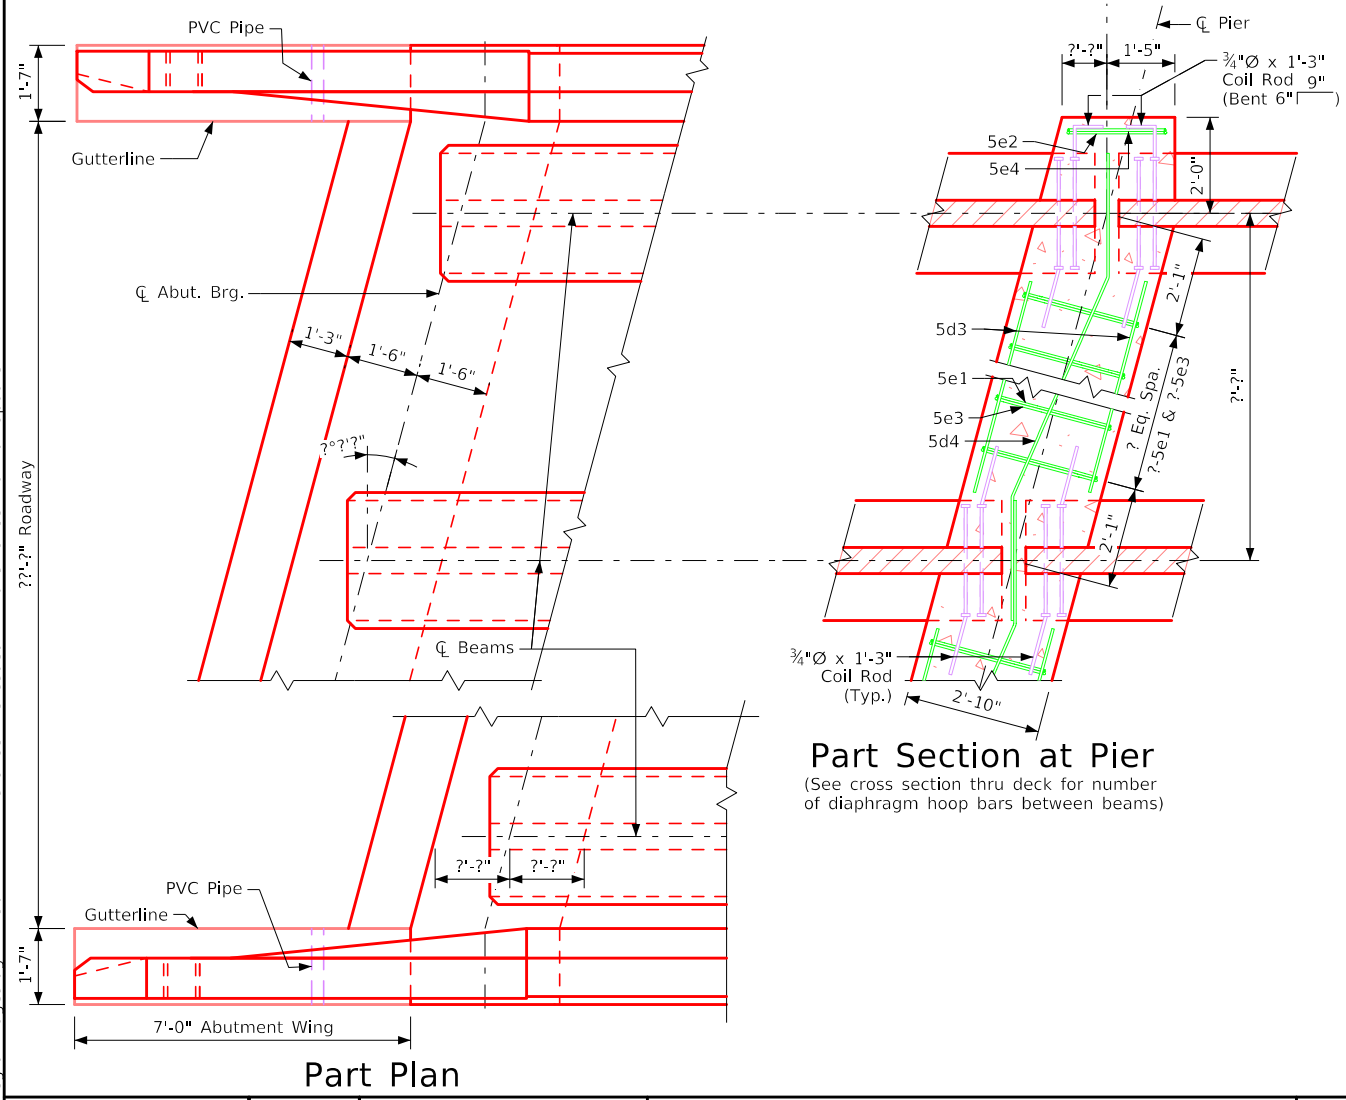 PVC Pipe
1'-7"
Gutterline
℄ Abut. Brg.
1'-3"
1'-6"
1'-6"
?°?'?"
??'-?" Roadway
℄ Beams
?'-?"
?'-?"
PVC Pipe
Gutterline
1'-7"
7'-0" Abutment Wing
Part Plan
℄ Pier
?'-?"
1'-5"
¾"Ø x 1'-3"
Coil Rod 9"
(Bent 6" )
5e2
5e4
2'-0"
2'-1"
5d3
5e1
5e3
5d4
? Eq. Spa.
?-5e1 & ?-5e3
?'-?"
2'-1"
¾"Ø x 1'-3"
Coil Rod
(Typ.)
2'-10"
Part Section at Pier
(See cross section thru deck for number
of diaphragm hoop bars between beams)